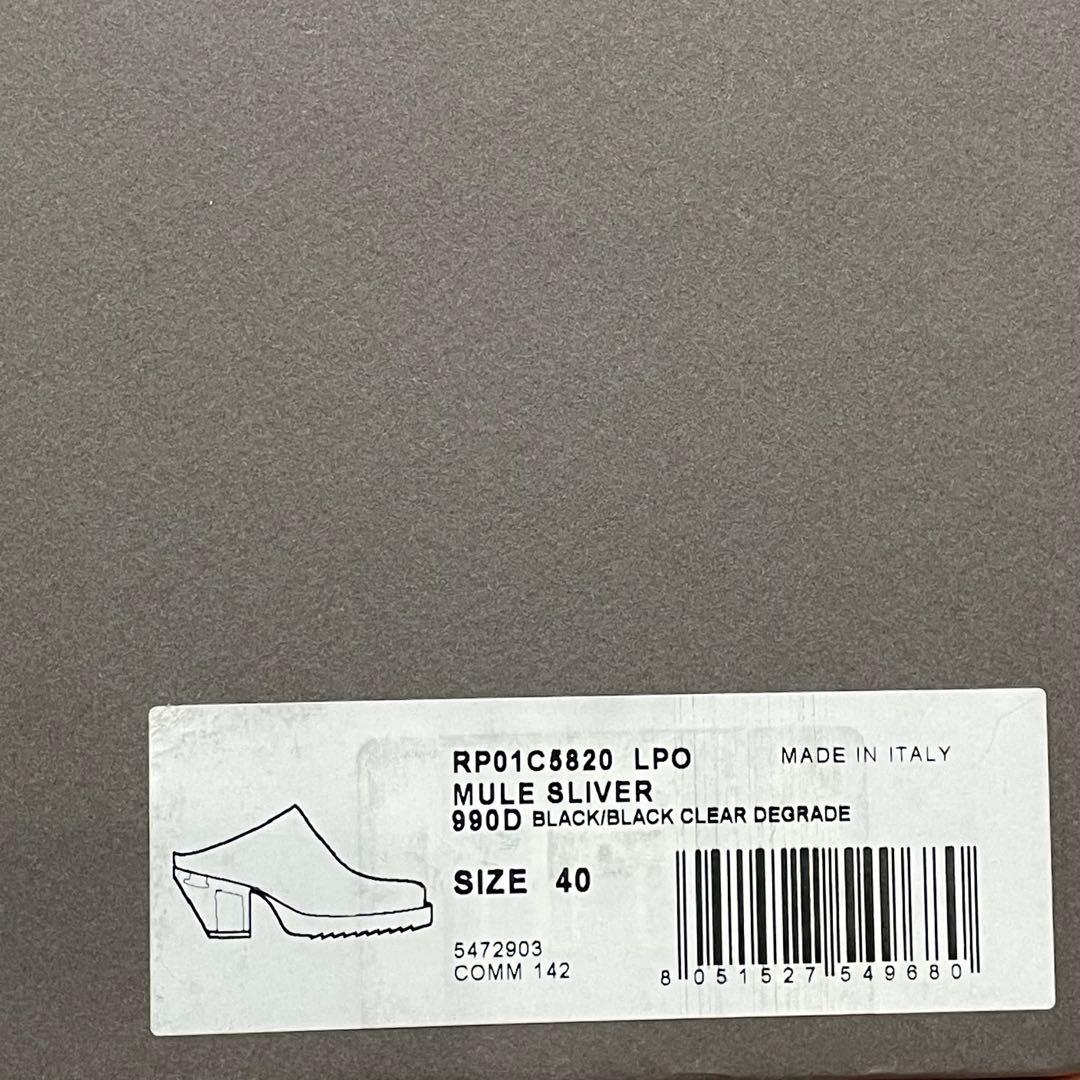 RP01C5820 LPO MADE IN ITALY
MULE SLIVER
990D BLACK/BLACK CLEAR DEGRADE
SIZE 40
5472903
COMM 142
8 051527 549680